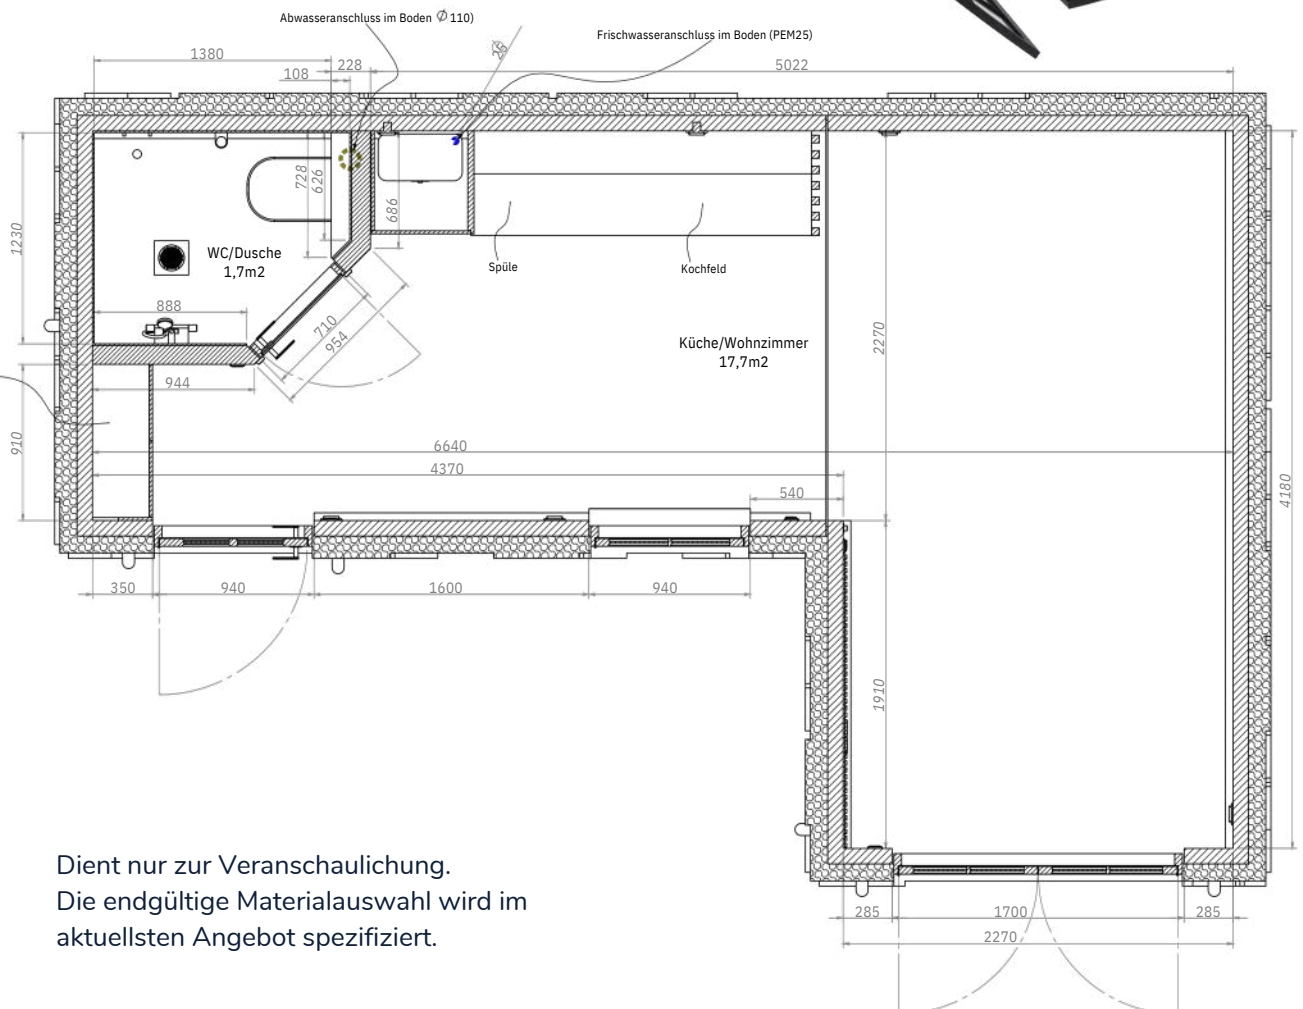 Abwasseranschluss im Boden ∅110)
Frischwasseranschluss im Boden (PEM25)
∅25
1380
228
5022
108
728
626
686
1230
WC/Dusche
1,7m2
Spüle
Kochfeld
888
710
954
Küche/Wohnzimmer
17,7m2
2270
944
910
6640
4370
540
4180
350
940
1600
940
1910
Dient nur zur Veranschaulichung.
Die endgültige Materialauswahl wird im
aktuellsten Angebot spezifiziert.
285
1700
285
2270